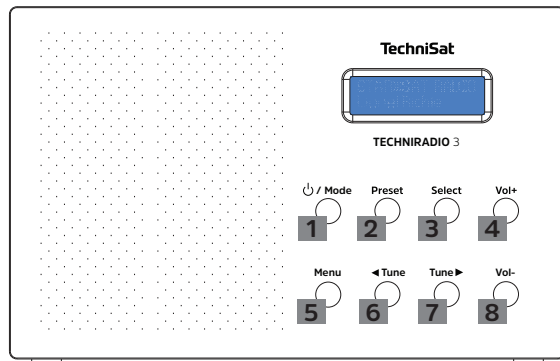 TechniSat
TECHNIRADIO 3
⏻ / Mode Preset Select Vol+
1 2 3 4
Menu ◄Tune Tune► Vol-
5 6 7 8